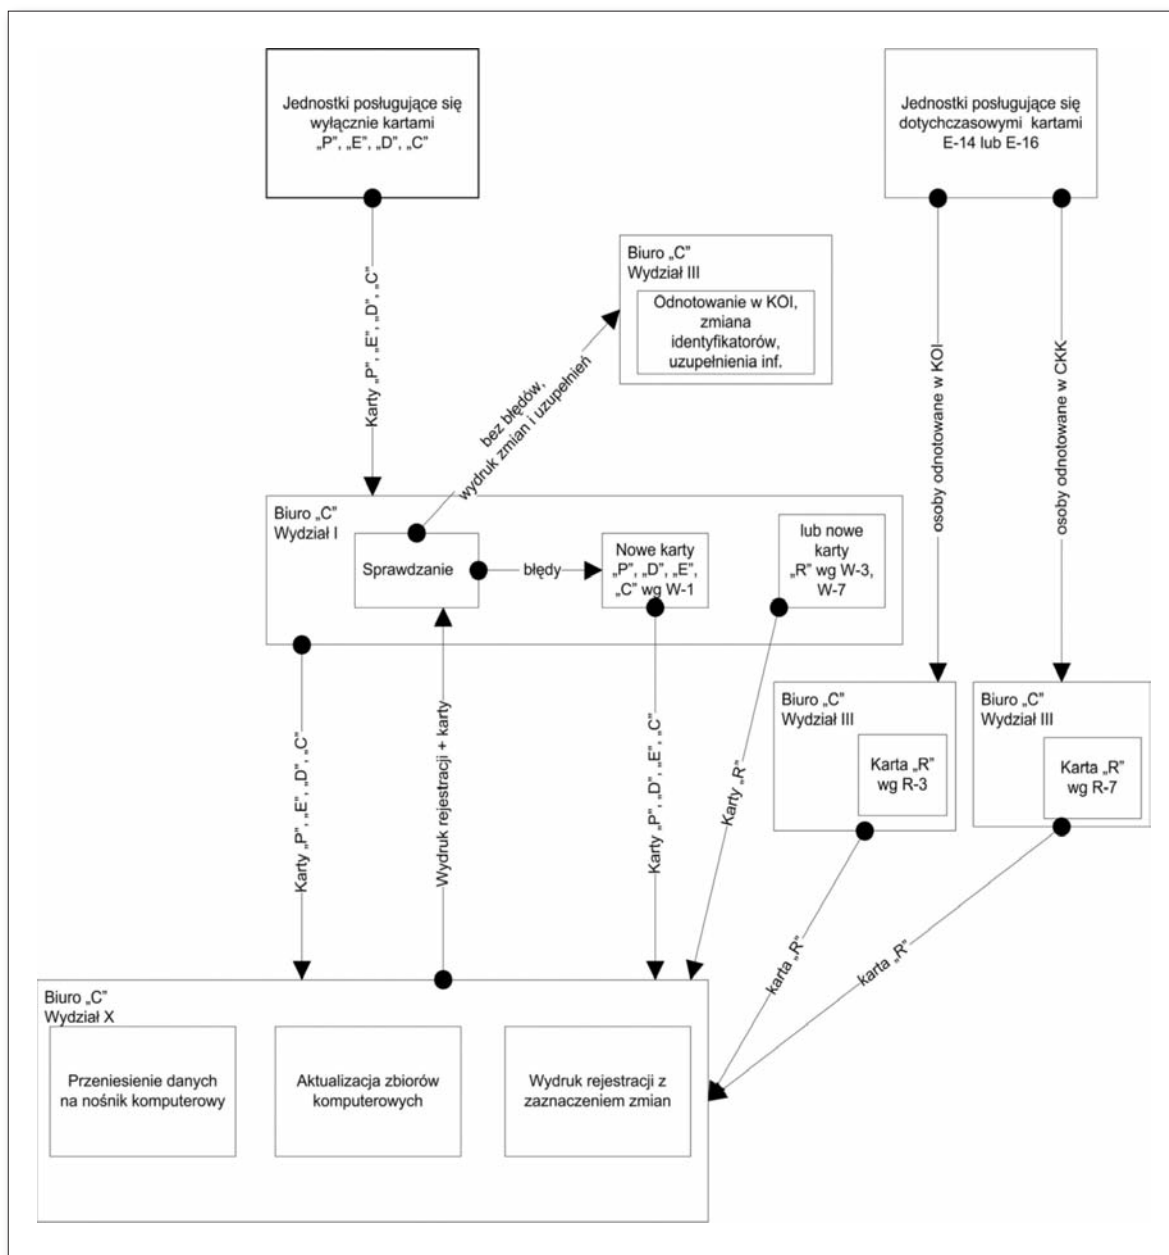 Jednostki posługujące się
wyłącznie kartami
„P”, „E”, „D”, „C”
Jednostki posługujące się
dotychczasowymi kartami
E-14 lub E-16
Karty „P”, „E”, „D”, „C”
Biuro „C”
Wydział III
Odnotowanie w KOI,
zmiana
identyfikatorów,
uzupełnienia inf.
bez błędów,
wydruk zmian i uzupełnień
osoby odnotowane w KOI
osoby odnotowane w CKK
Biuro „C”
Wydział I
Sprawdzanie
błędy
Nowe karty
„P”, „D”, „E”,
„C” wg W-1
lub nowe
karty
„R” wg W-3,
W-7
Karty „P”, „E”, „D”, „C”
Wydruk rejestracji + karty
Karty „P”, „D”, „E”, „C”
Karty „R”
Biuro „C”
Wydział III
Karta „R”
wg R-3
Biuro „C”
Wydział III
Karta „R”
wg R-7
karta „R”
karta „R”
Biuro „C”
Wydział X
Przeniesienie danych
na nośnik komputerowy
Aktualizacja zbiorów
komputerowych
Wydruk rejestracji z
zaznaczeniem zmian